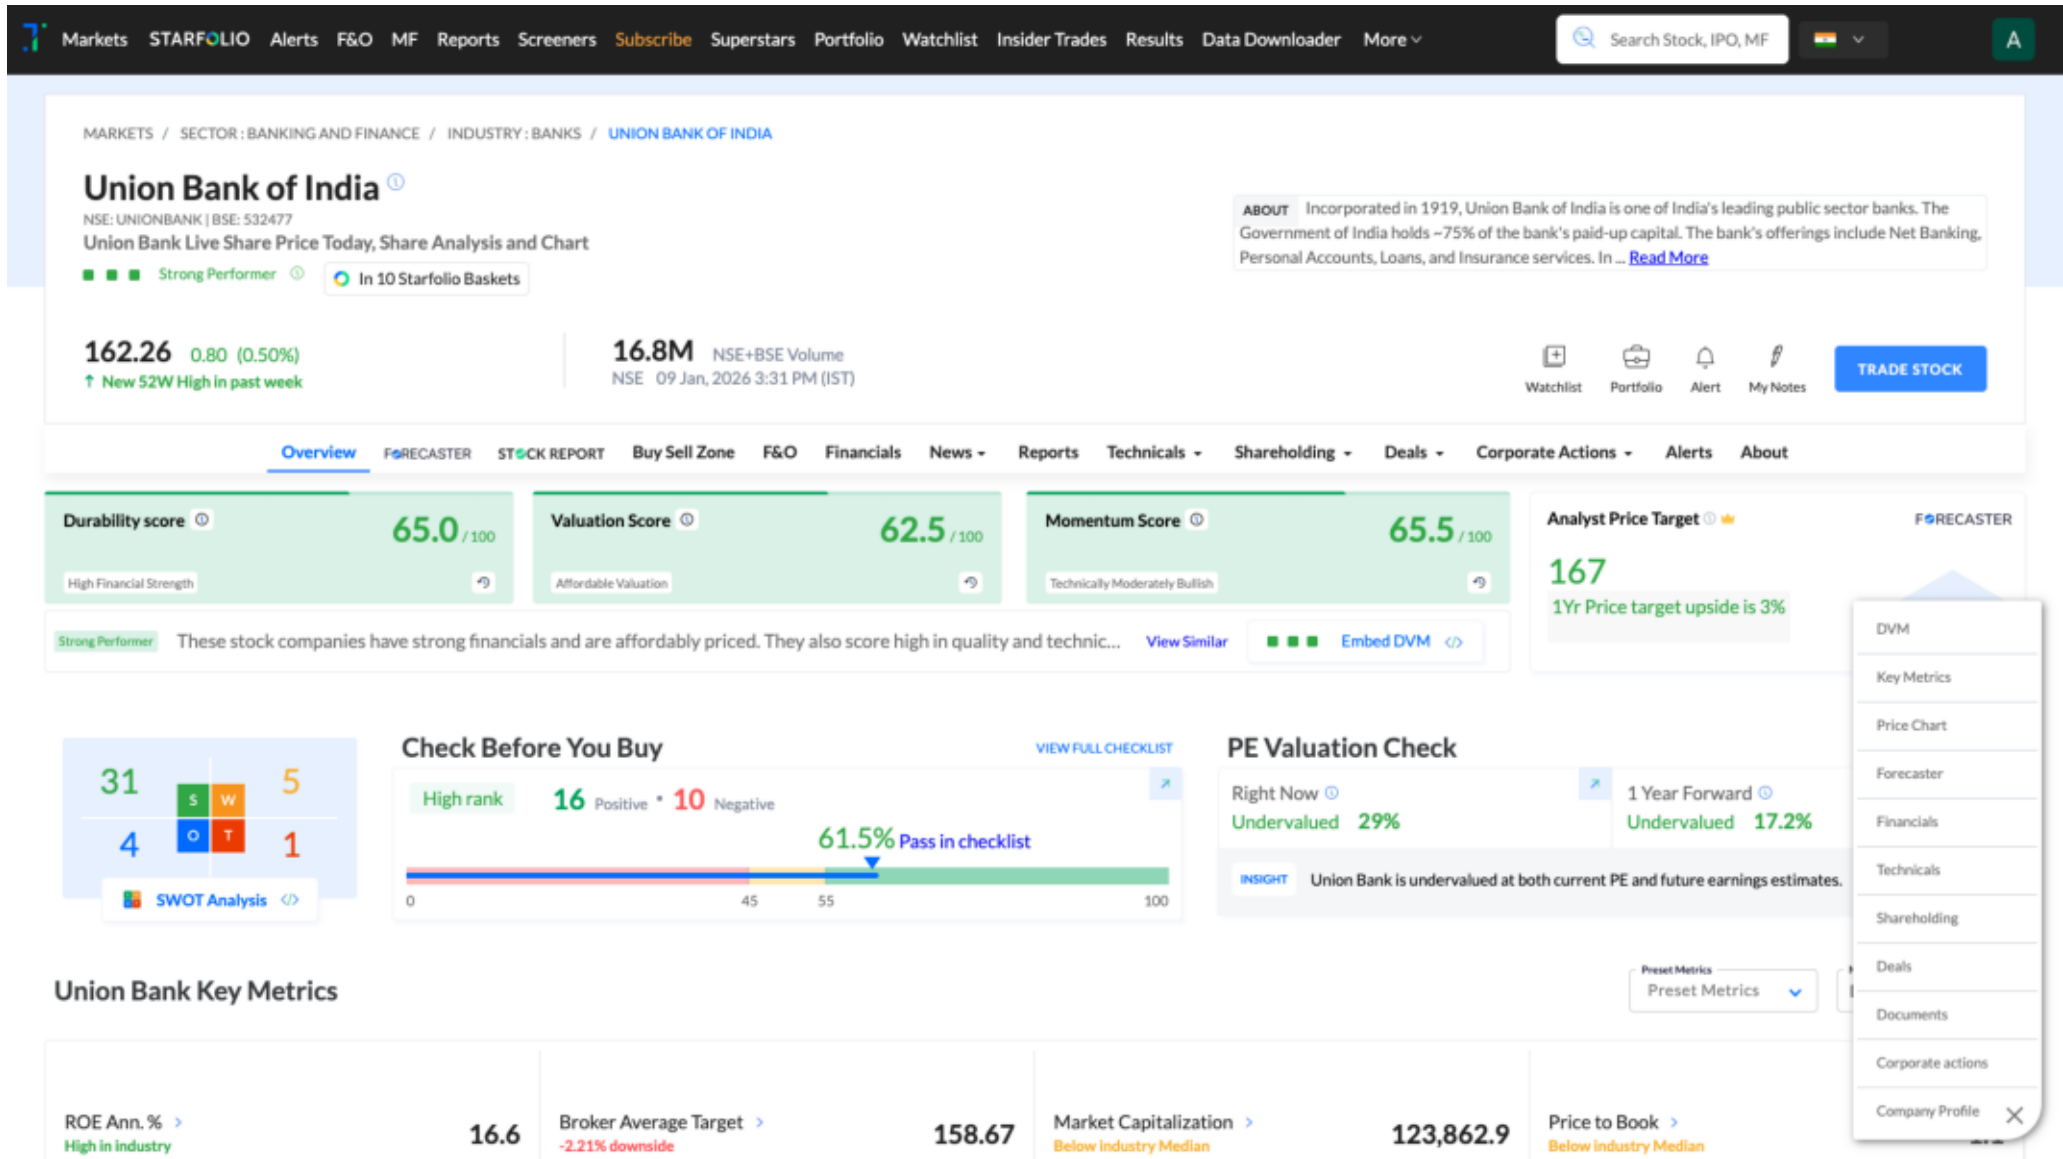 Markets STARFOLIO Alerts F&O MF Reports Screeners Subscribe Superstars Portfolio Watchlist Insider Trades Results Data Downloader More Search Stock, IPO, MF A
MARKETS / SECTOR : BANKING AND FINANCE / INDUSTRY : BANKS / UNION BANK OF INDIA
Union Bank of India
NSE: UNIONBANK | BSE: 532477
Union Bank Live Share Price Today, Share Analysis and Chart
Strong Performer In 10 Starfolio Baskets
ABOUT Incorporated in 1919, Union Bank of India is one of India's leading public sector banks. The
Government of India holds ~75% of the bank's paid-up capital. The bank's offerings include Net Banking,
Personal Accounts, Loans, and Insurance services. In ... Read More
162.26 0.80 (0.50%)
New 52W High in past week
16.8M NSE+BSE Volume
NSE 09 Jan, 2026 3:31 PM (IST)
Watchlist Portfolio Alert My Notes TRADE STOCK
Overview FORECASTER STOCK REPORT Buy Sell Zone F&O Financials News Reports Technicals Shareholding Deals Corporate Actions Alerts About
Durability score 65.0 / 100
High Financial Strength
Valuation Score 62.5 / 100
Affordable Valuation
Momentum Score 65.5 / 100
Technically Moderately Bullish
Analyst Price Target FORECASTER
167
1Yr Price target upside is 3%
Strong Performer These stock companies have strong financials and are affordably priced. They also score high in quality and technic... View Similar Embed DVM </>
31 S W 5
4 O T 1
SWOT Analysis </>
Check Before You Buy VIEW FULL CHECKLIST
High rank 16 Positive • 10 Negative
61.5% Pass in checklist
0 45 55 100
PE Valuation Check
Right Now
Undervalued 29%
1 Year Forward
Undervalued 17.2%
INSIGHT Union Bank is undervalued at both current PE and future earnings estimates.
Union Bank Key Metrics
Preset Metrics
Preset Metrics
ROE Ann. % 16.6
High in industry
Broker Average Target 158.67
-2.21% downside
Market Capitalization 123,862.9
Below industry Median
Price to Book
Below industry Median
DVM
Key Metrics
Price Chart
Forecaster
Financials
Technicals
Shareholding
Deals
Documents
Corporate actions
Company Profile